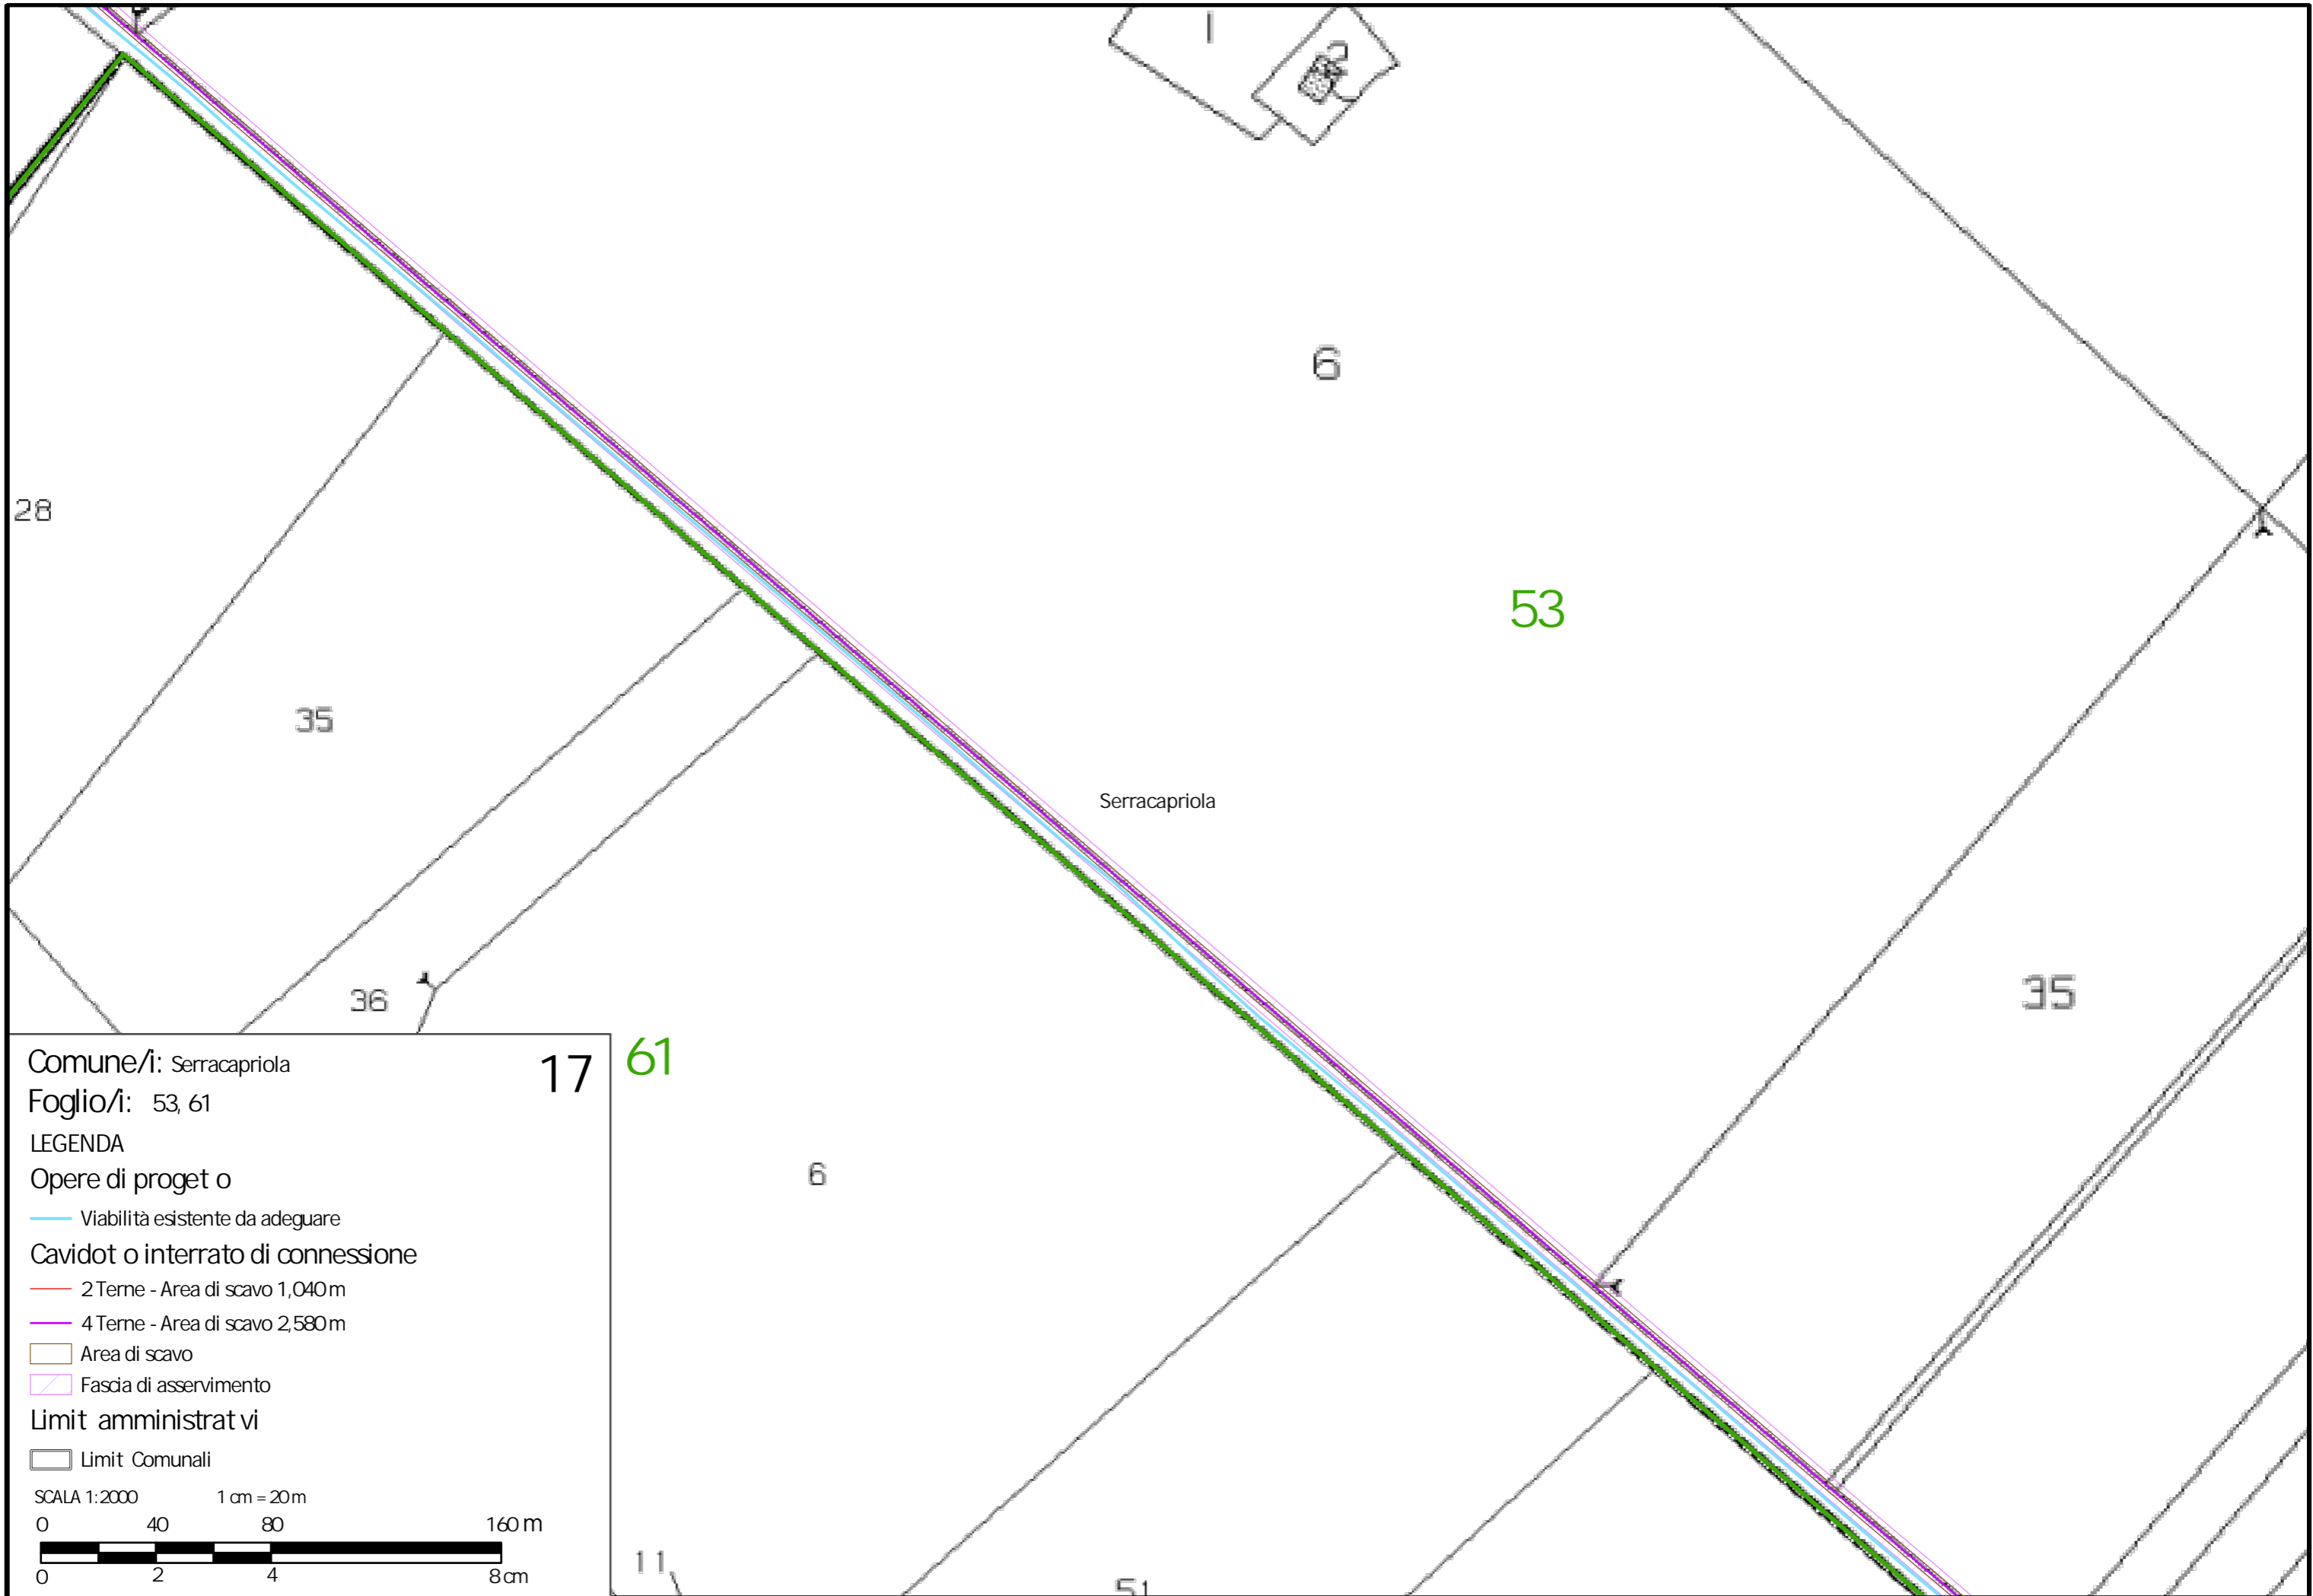 1
2
6
28
53
35
Serracapriola
35
36
61
6
11
51
Comune/i: Serracapriola
17
Foglio/i: 53, 61
LEGENDA
Opere di proget o
Viabilità esistente da adeguare
Cavidot o interrato di connessione
2 Terne - Area di scavo 1,040 m
4 Terne - Area di scavo 2,580 m
Area di scavo
Fascia di asservimento
Limit amministrat vi
Limit Comunali
SCALA 1:2000 1 cm = 20 m
0 40 80 160 m
0 2 4 8 cm